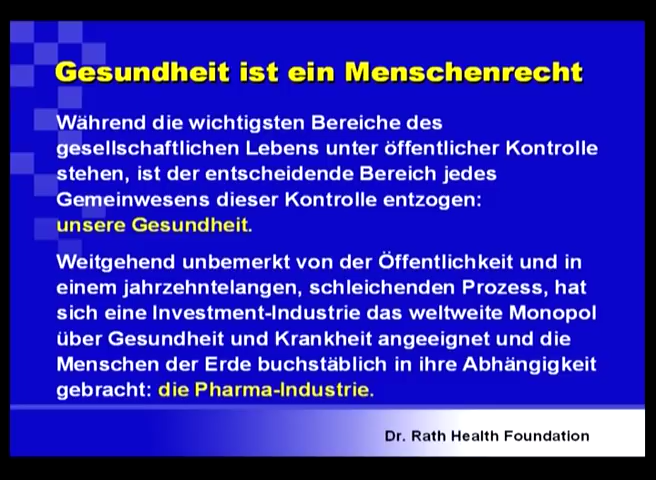 Gesundheit ist ein Menschenrecht
Während die wichtigsten Bereiche des
gesellschaftlichen Lebens unter öffentlicher Kontrolle
stehen, ist der entscheidende Bereich jedes
Gemeinwesens dieser Kontrolle entzogen:
unsere Gesundheit.
Weitgehend unbemerkt von der Öffentlichkeit und in
einem jahrzehntelangen, schleichenden Prozess, hat
sich eine Investment-Industrie das weltweite Monopol
über Gesundheit und Krankheit angeeignet und die
Menschen der Erde buchstäblich in ihre Abhängigkeit
gebracht: die Pharma-Industrie.
Dr. Rath Health Foundation